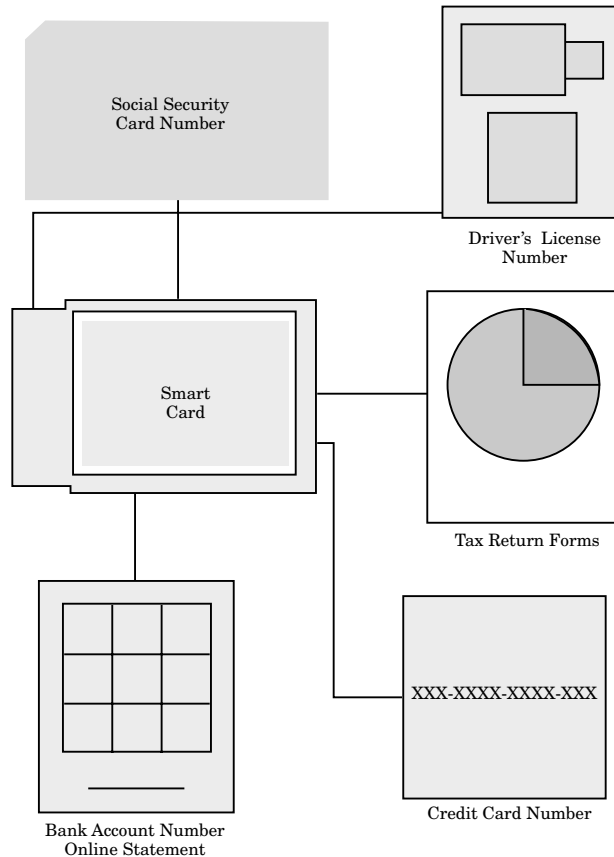 Social Security
Card Number
Driver's License
Number
Smart
Card
Tax Return Forms
XXX-XXXX-XXXX-XXX
Credit Card Number
Bank Account Number
Online Statement